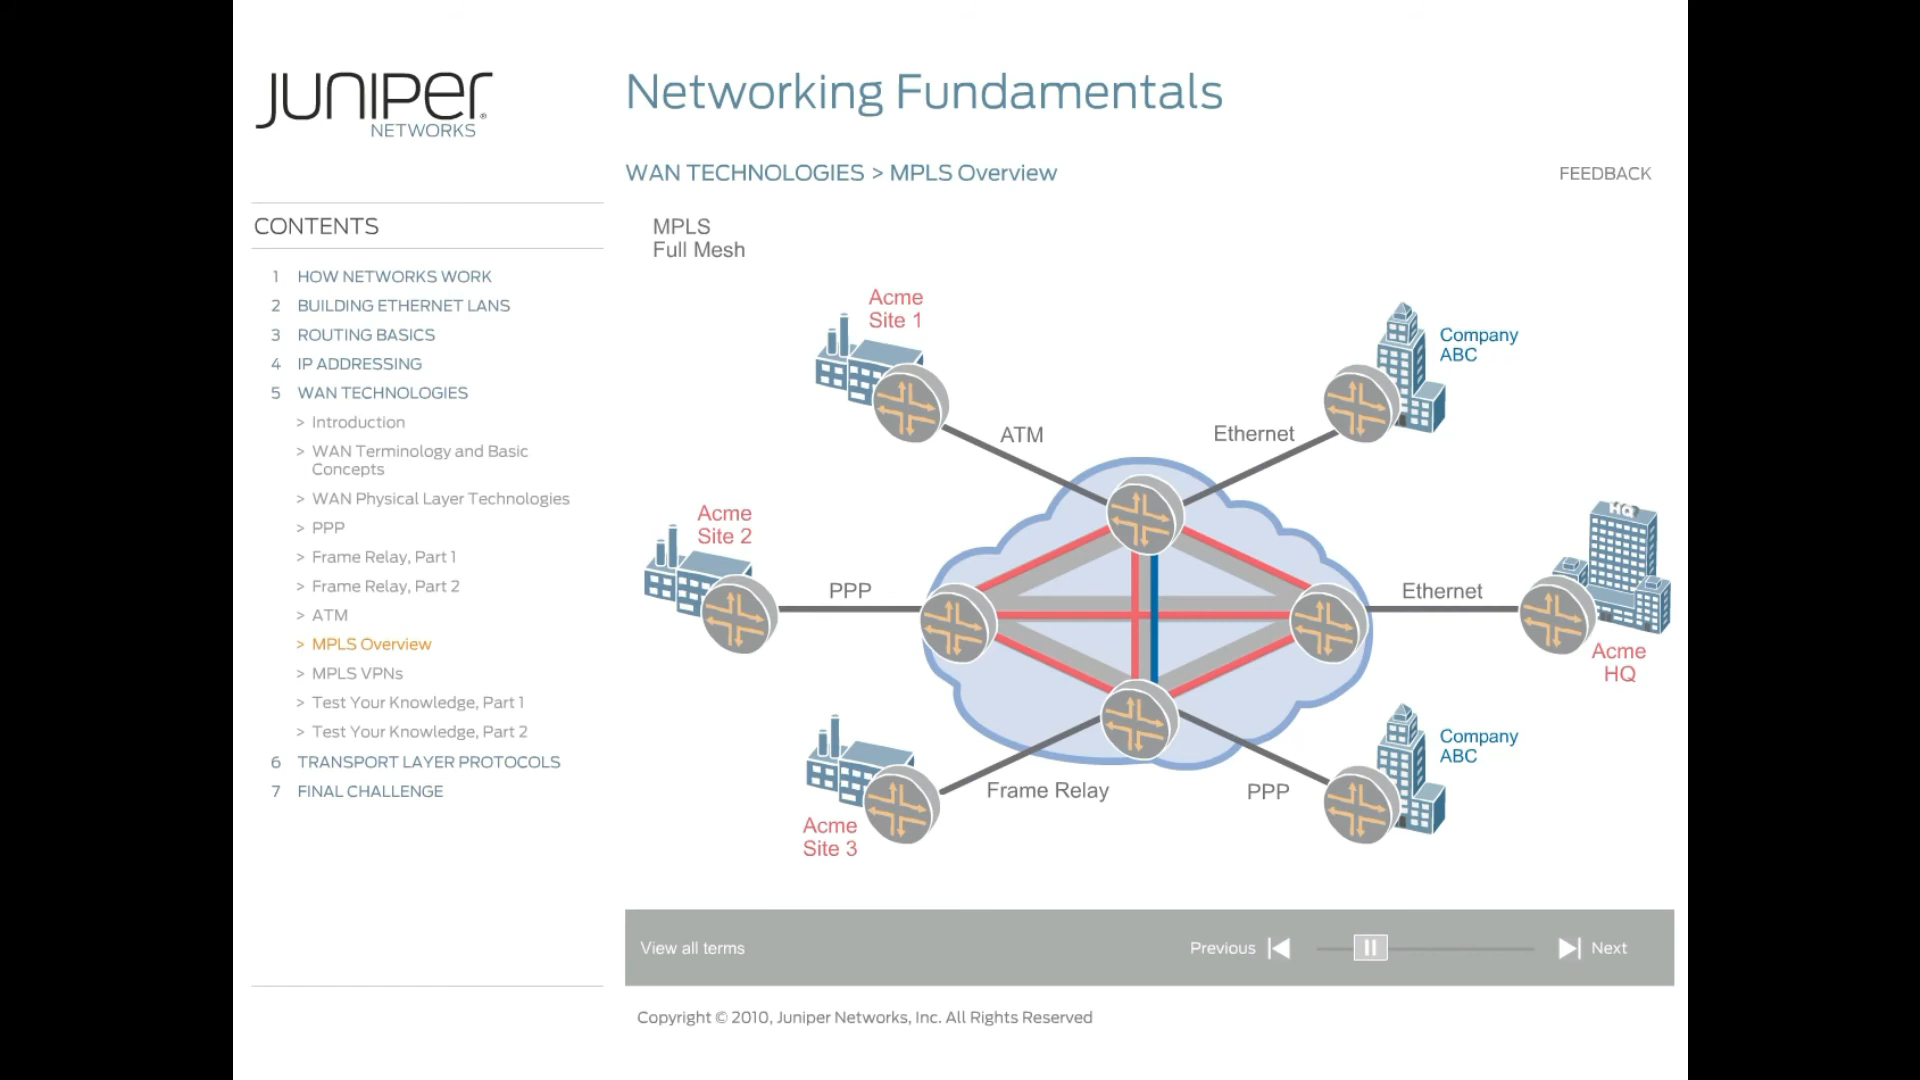 JUNIPER
NETWORKS
Networking Fundamentals
WAN TECHNOLOGIES > MPLS Overview
FEEDBACK
CONTENTS
1 HOW NETWORKS WORK
2 BUILDING ETHERNET LANS
3 ROUTING BASICS
4 IP ADDRESSING
5 WAN TECHNOLOGIES
> Introduction
> WAN Terminology and Basic
Concepts
> WAN Physical Layer Technologies
> PPP
> Frame Relay, Part 1
> Frame Relay, Part 2
> ATM
> MPLS Overview
> MPLS VPNs
> Test Your Knowledge, Part 1
> Test Your Knowledge, Part 2
6 TRANSPORT LAYER PROTOCOLS
7 FINAL CHALLENGE
MPLS
Full Mesh
Acme
Site 1
Company
ABC
ATM
Ethernet
Acme
Site 2
HQ
PPP
Ethernet
Acme
HQ
Company
ABC
Frame Relay
PPP
Acme
Site 3
View all terms
Previous
Next
Copyright © 2010, Juniper Networks, Inc. All Rights Reserved